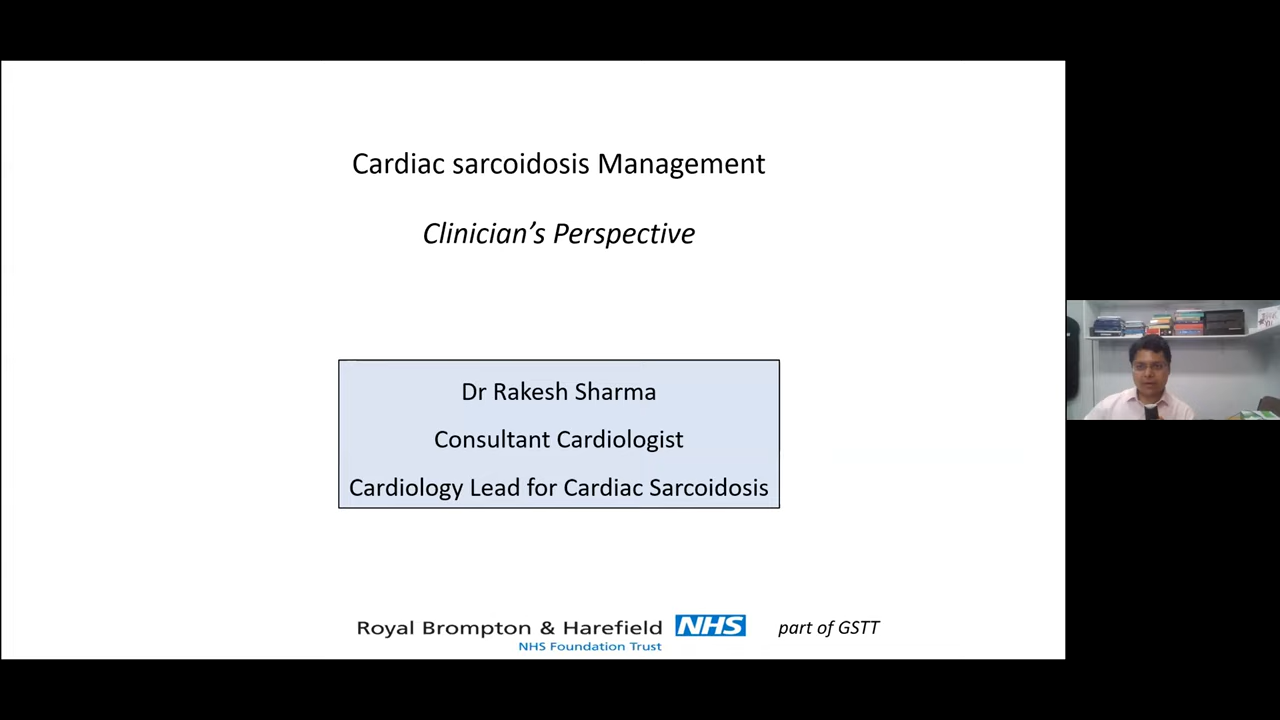 Cardiac sarcoidosis Management
Clinician’s Perspective
Dr Rakesh Sharma
Consultant Cardiologist
Cardiology Lead for Cardiac Sarcoidosis
Royal Brompton & Harefield NHS part of GSTT
NHS Foundation Trust